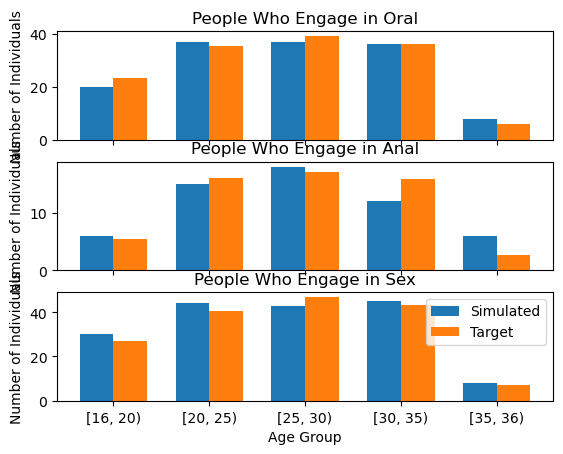 People Who Engage in Oral
Number of Individuals
40
20
0
People Who Engage in Anal
Number of Individuals
10
0
People Who Engage in Sex
Number of Individuals
40
20
0
Simulated
Target
[16, 20)
[20, 25)
[25, 30)
[30, 35)
[35, 36)
Age Group